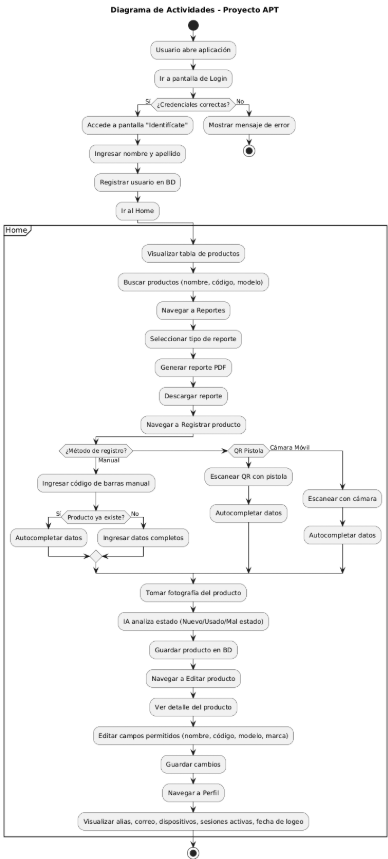 Diagrama de Actividades - Proyecto APT
Usuario abre aplicación
Ir a pantalla de Login
¿Credenciales correctas?
Sí
No
Accede a pantalla "Identifícate"
Mostrar mensaje de error
Ingresar nombre y apellido
Registrar usuario en BD
Ir al Home
Home
Visualizar tabla de productos
Buscar productos (nombre, código, modelo)
Navegar a Reportes
Seleccionar tipo de reporte
Generar reporte PDF
Descargar reporte
Navegar a Registrar producto
¿Método de registro?
QR Pistola
Cámara Móvil
Manual
Ingresar código de barras manual
Escanear QR con pistola
Escanear con cámara
Producto ya existe?
Sí
No
Autocompletar datos
Autocompletar datos
Ingresar datos completos
Autocompletar datos
Tomar fotografía del producto
IA analiza estado (Nuevo/Usado/Mal estado)
Guardar producto en BD
Navegar a Editar producto
Ver detalle del producto
Editar campos permitidos (nombre, código, modelo, marca)
Guardar cambios
Navegar a Perfil
Visualizar alias, correo, dispositivos, sesiones activas, fecha de logeo